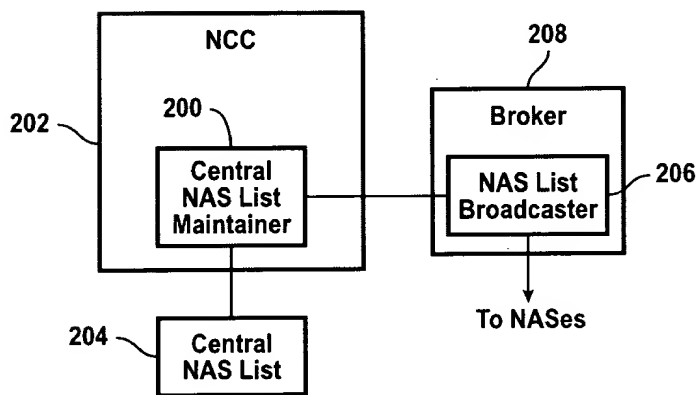 NCC
208
202
200
Broker
Central
NAS List
Maintainer
NAS List
Broadcaster
206
To NASes
204
Central
NAS List